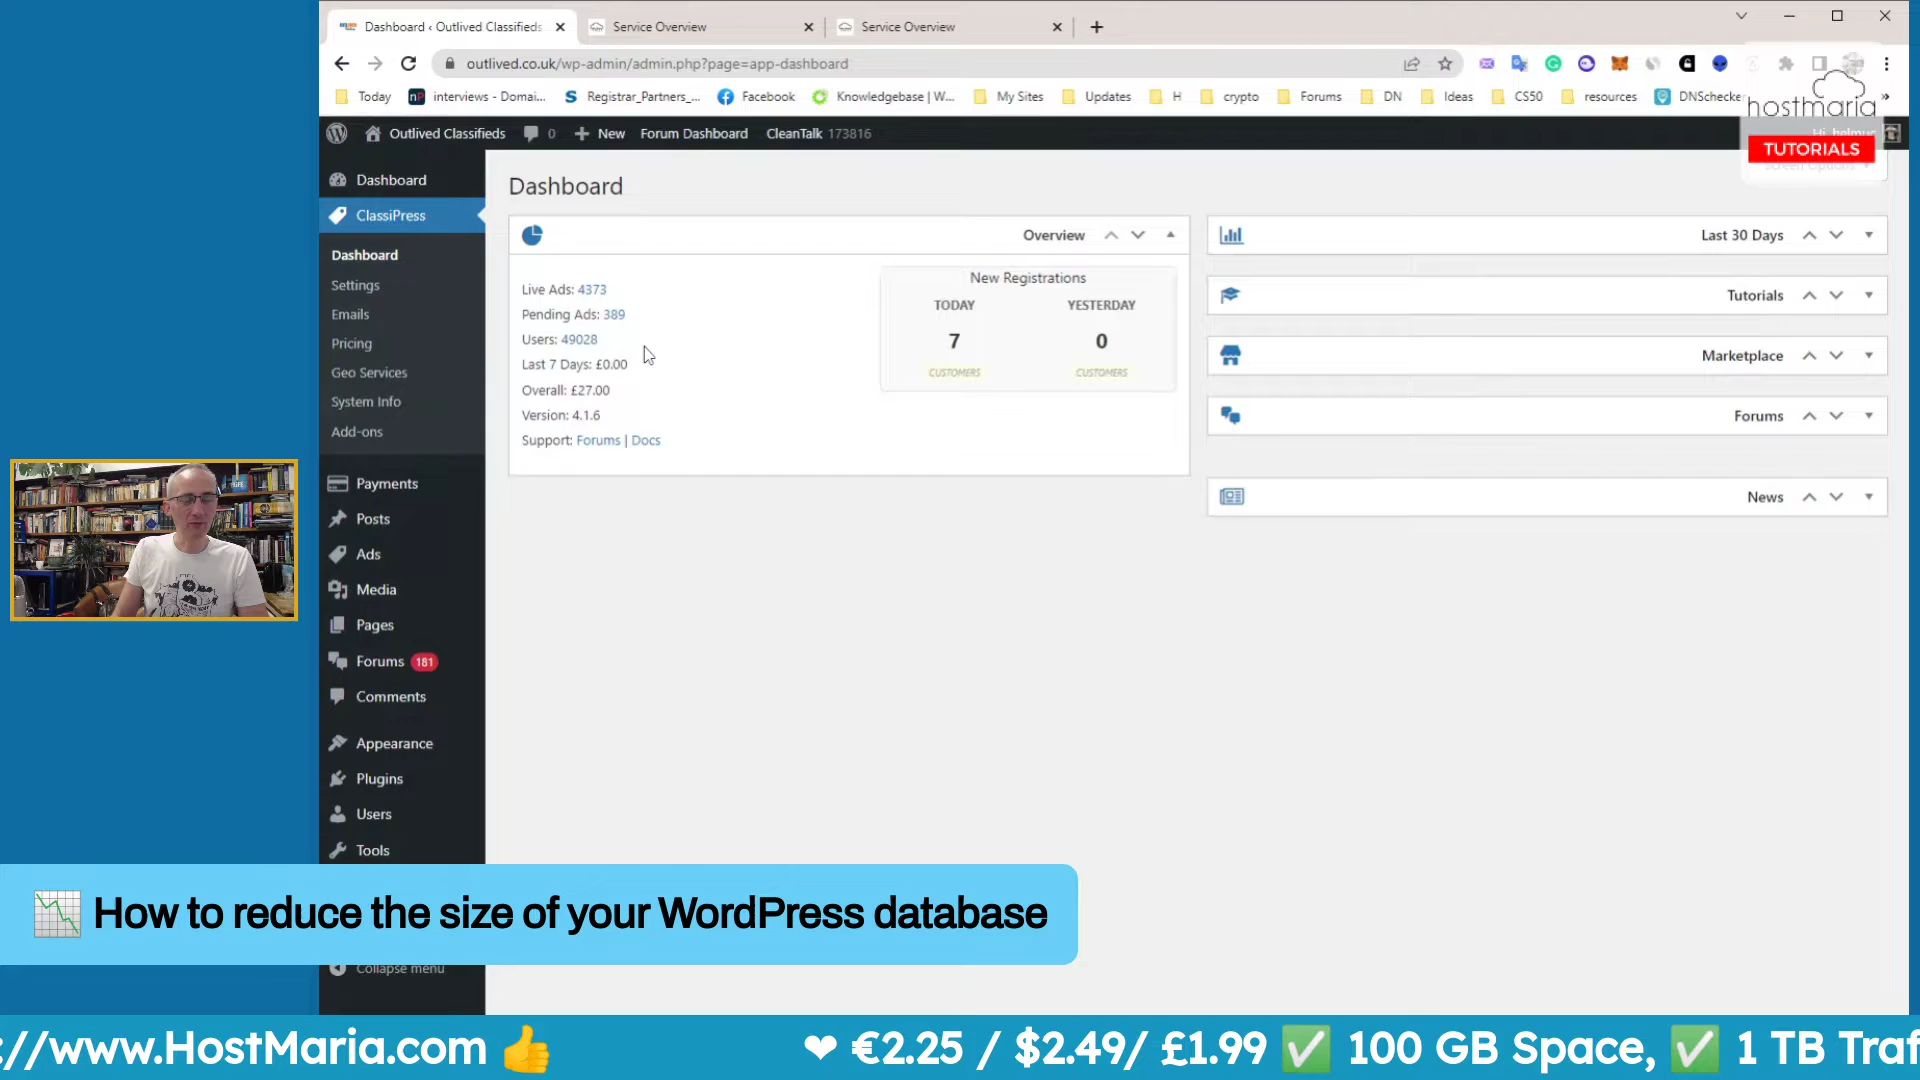 Dashboard ‹ Outlived Classifieds
Service Overview
Service Overview
outlived.co.uk/wp-admin/admin.php?page=app-dashboard
Today
interviews - Domai...
Registrar_Partners_...
Facebook
Knowledgebase | W...
My Sites
Updates
H
crypto
Forums
DN
Ideas
CS50
resources
DNSchecke
hostmaria
TUTORIALS
Outlived Classifieds
0
New
Forum Dashboard
CleanTalk 173816
Hi, helmuc
Screen Options
Dashboard
ClassiPress
Dashboard
Settings
Emails
Pricing
Geo Services
System Info
Add-ons
Payments
Posts
Ads
Media
Pages
Forums 181
Comments
Appearance
Plugins
Users
Tools
Collapse menu
Dashboard
Overview
Live Ads: 4373
Pending Ads: 389
Users: 49028
Last 7 Days: £0.00
Overall: £27.00
Version: 4.1.6
Support: Forums | Docs
New Registrations
TODAY YESTERDAY
7 0
CUSTOMERS CUSTOMERS
Last 30 Days
Tutorials
Marketplace
Forums
News
How to reduce the size of your WordPress database
://www.HostMaria.com 👍 ❤ €2.25 / $2.49/ £1.99 ✅ 100 GB Space, ✅ 1 TB Traf